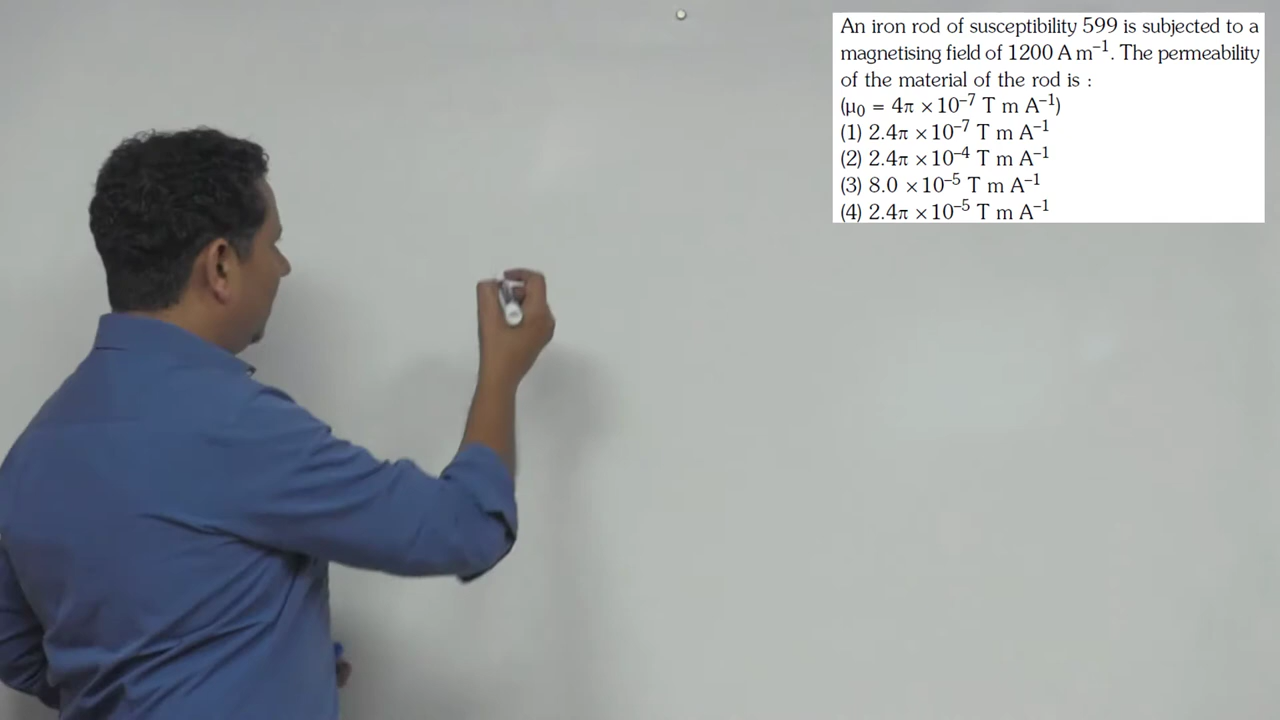 An iron rod of susceptibility 599 is subjected to a
magnetising field of 1200 A m⁻¹. The permeability
of the material of the rod is :
(μ₀ = 4π × 10⁻⁷ T m A⁻¹)
(1) 2.4π × 10⁻⁷ T m A⁻¹
(2) 2.4π × 10⁻⁴ T m A⁻¹
(3) 8.0 × 10⁻⁵ T m A⁻¹
(4) 2.4π × 10⁻⁵ T m A⁻¹